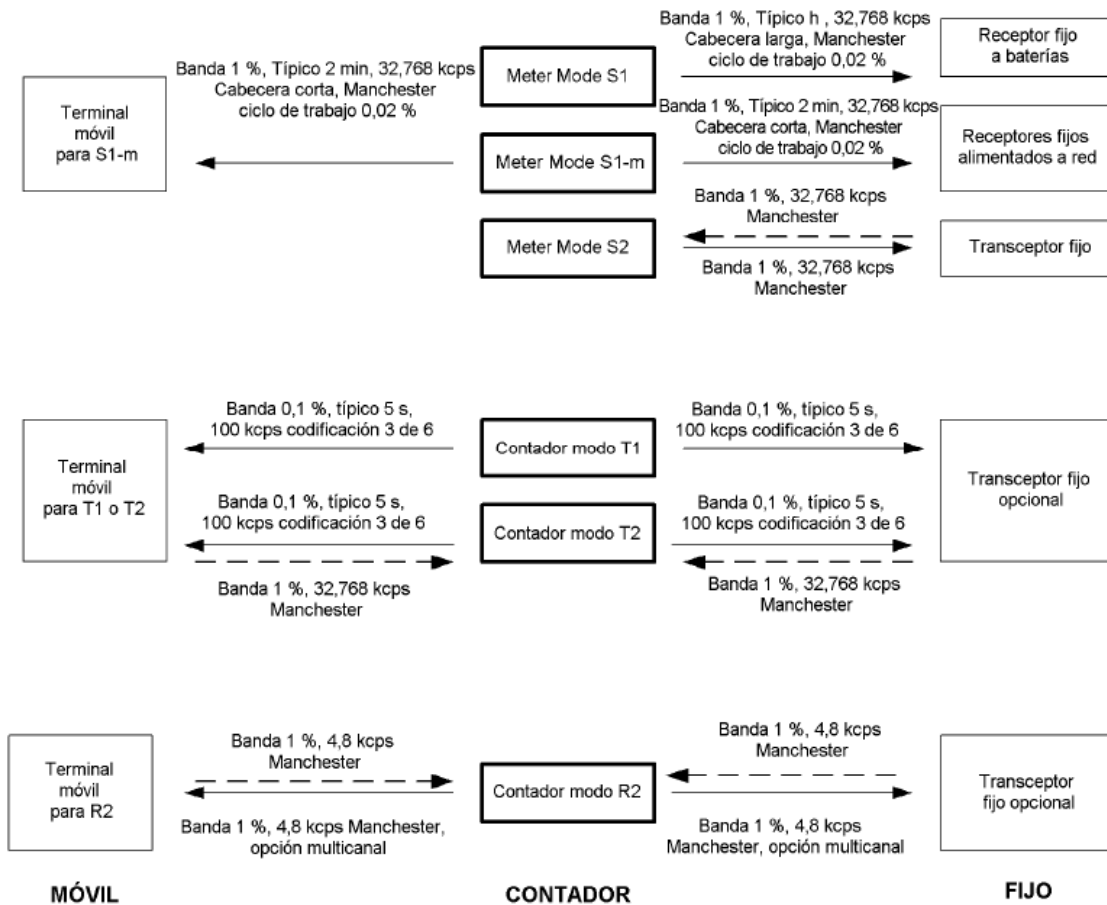 Banda 1 %, Típico h , 32,768 kcps
Cabecera larga, Manchester
ciclo de trabajo 0,02 %
Receptor fijo
a baterías
Meter Mode S1
Banda 1 %, Típico 2 min, 32,768 kcps
Cabecera corta, Manchester
ciclo de trabajo 0,02 %
Terminal
móvil
para S1-m
Banda 1 %, Típico 2 min, 32,768 kcps
Cabecera corta, Manchester
ciclo de trabajo 0,02 %
Meter Mode S1-m
Receptores fijos
alimentados a red
Banda 1 %, 32,768 kcps
Manchester
Meter Mode S2
Transceptor fijo
Banda 1 %, 32,768 kcps
Manchester
Banda 0,1 %, típico 5 s,
100 kcps codificación 3 de 6
Contador modo T1
Banda 0,1 %, típico 5 s,
100 kcps codificación 3 de 6
Terminal
móvil
para T1 o T2
Transceptor fijo
opcional
Banda 0,1 %, típico 5 s,
100 kcps codificación 3 de 6
Contador modo T2
Banda 0,1 %, típico 5 s,
100 kcps codificación 3 de 6
Banda 1 %, 32,768 kcps
Manchester
Banda 1 %, 32,768 kcps
Manchester
Banda 1 %, 4,8 kcps
Manchester
Banda 1 %, 4,8 kcps
Manchester
Terminal
móvil
para R2
Contador modo R2
Transceptor
fijo opcional
Banda 1 %, 4,8 kcps Manchester,
opción multicanal
Banda 1 %, 4,8 kcps
Manchester, opción multicanal
MÓVIL
CONTADOR
FIJO